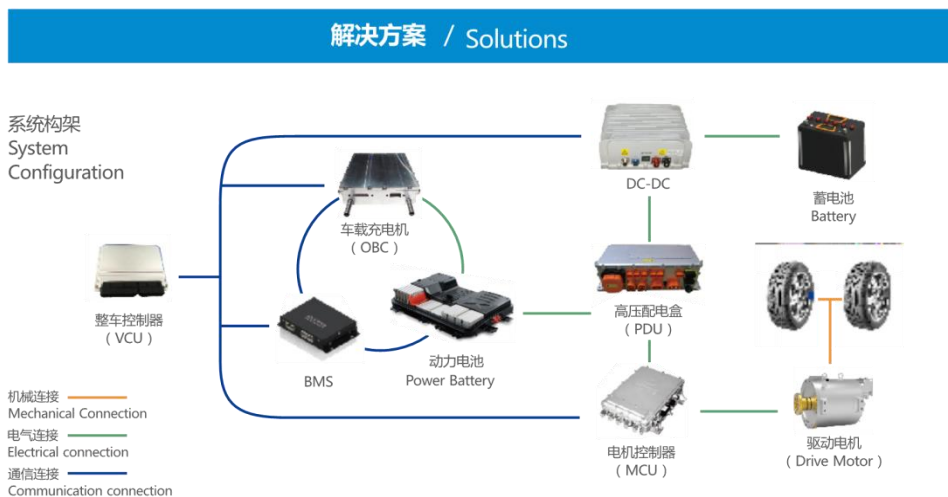 解决方案 / Solutions
系统构架
System
Configuration
DC-DC
蓄电池
Battery
车载充电机
（OBC）
整车控制器
（VCU）
BMS
动力电池
Power Battery
高压配电盒
（PDU）
电机控制器
（MCU）
驱动电机
（Drive Motor）
机械连接
Mechanical Connection
电气连接
Electrical connection
通信连接
Communication connection